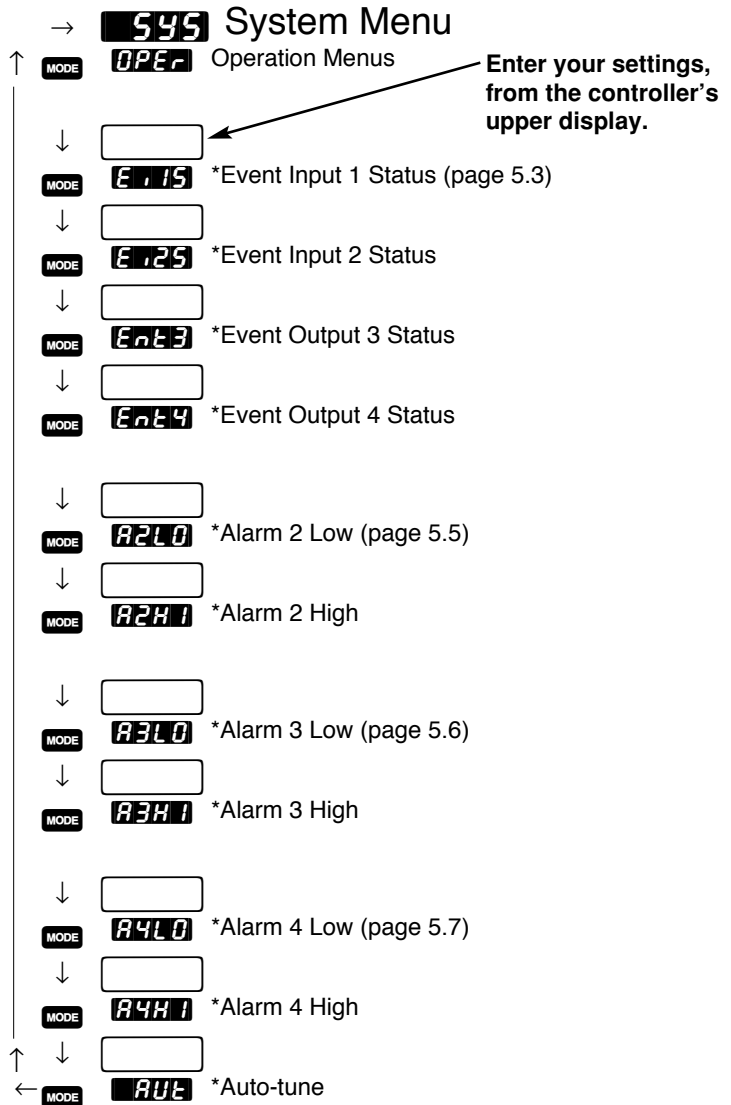 → SYS System Menu
↑ MODE OPEr Operation Menus
Enter your settings,
from the controller's
upper display.
↓
MODE Ei1S *Event Input 1 Status (page 5.3)
↓
MODE Ei2S *Event Input 2 Status
↓
MODE Ent3 *Event Output 3 Status
↓
MODE Ent4 *Event Output 4 Status
↓
MODE A2LO *Alarm 2 Low (page 5.5)
↓
MODE A2HI *Alarm 2 High
↓
MODE A3LO *Alarm 3 Low (page 5.6)
↓
MODE A3HI *Alarm 3 High
↓
MODE A4LO *Alarm 4 Low (page 5.7)
↓
MODE A4HI *Alarm 4 High
↑ ↓
← MODE AUt *Auto-tune